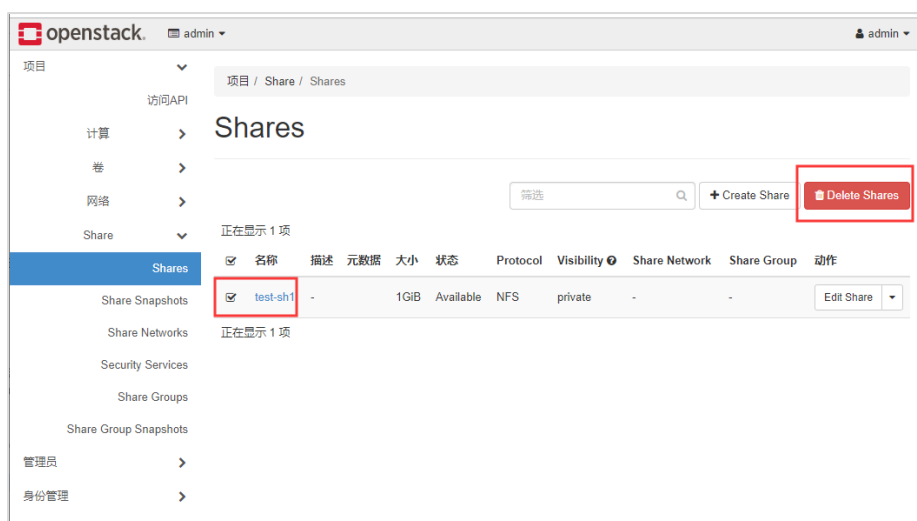 openstack. admin admin
项目
项目 / Share / Shares
访问API
计算
Shares
卷
网络
筛选 Create Share Delete Shares
Share
正在显示 1 项
名称 描述 元数据 大小 状态 Protocol Visibility Share Network Share Group 动作
Shares
test-sh1 - 1GiB Available NFS private - - Edit Share
Share Snapshots
正在显示 1 项
Share Networks
Security Services
Share Groups
Share Group Snapshots
管理员
身份管理